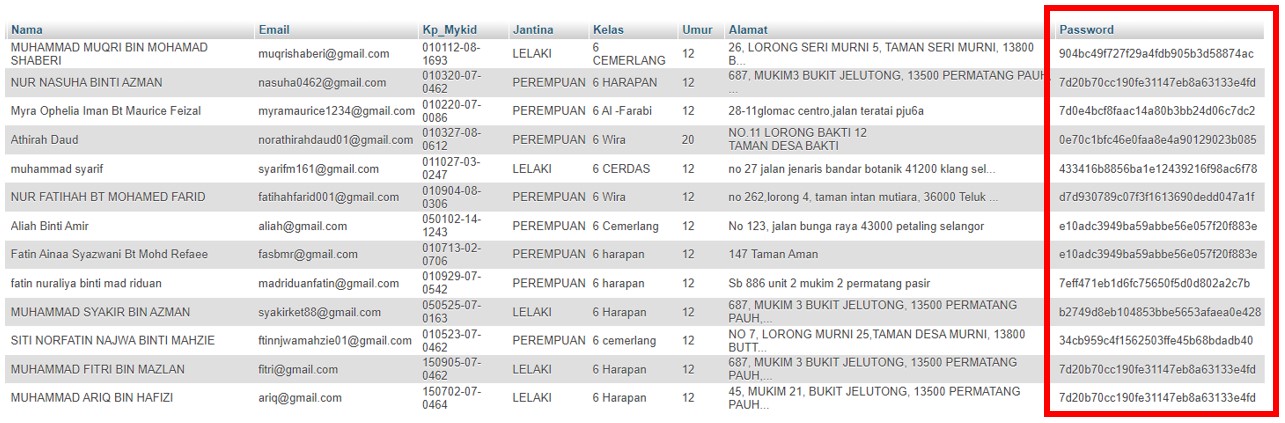 Nama Email Kp_Mykid Jantina Kelas Umur Alamat Password
MUHAMMAD MUQRI BIN MOHAMAD SHABERI muqrishaberi@gmail.com 010112-08-1693 LELAKI 6 CEMERLANG 12 26, LORONG SERI MURNI 5, TAMAN SERI MURNI, 13800 B... 904bc49f727f29a4fdb905b3d58874ac
NUR NASUHA BINTI AZMAN nasuha0462@gmail.com 010320-07-0462 PEREMPUAN 6 HARAPAN 12 687, MUKIM3 BUKIT JELUTONG, 13500 PERMATANG PAUH, ... 7d20b70cc190fe31147eb8a63133e4fd
Myra Ophelia Iman Bt Maurice Feizal myramaurice1234@gmail.com 010220-07-0086 PEREMPUAN 6 Al -Farabi 12 28-11glomac centro,jalan teratai pju6a 7d0e4bcf8faac14a80b3bb24d06c7dc2
Athirah Daud norathirahdaud01@gmail.com 010327-08-0612 PEREMPUAN 6 Wira 20 NO.11 LORONG BAKTI 12 TAMAN DESA BAKTI 0e70c1bfc46e0faa8e4a90129023b085
muhammad syarif syarifm161@gmail.com 011027-03-0247 LELAKI 6 CERDAS 12 no 27 jalan jenaris bandar botanik 41200 klang sel... 433416b8856ba1e12439216f98ac6f78
NUR FATIHAH BT MOHAMED FARID fatihahfarid001@gmail.com 010904-08-0306 PEREMPUAN 6 Wira 12 no 262,lorong 4, taman intan mutiara, 36000 Teluk ... d7d930789c07f3f1613690dedd047a1f
Aliah Binti Amir aliah@gmail.com 050102-14-1243 PEREMPUAN 6 Cemerlang 12 No 123, jalan bunga raya 43000 petaling selangor e10adc3949ba59abbe56e057f20f883e
Fatin Ainaa Syazwani Bt Mohd Refaee fasbmr@gmail.com 010713-02-0706 PEREMPUAN 6 harapan 12 147 Taman Aman e10adc3949ba59abbe56e057f20f883e
fatin nuraliya binti mad riduan madriduanfatin@gmail.com 010929-07-0542 PEREMPUAN 6 harapan 12 Sb 886 unit 2 mukim 2 permatang pasir 7eff471eb1d6fc75650f5d0d802a2c7b
MUHAMMAD SYAKIR BIN AZMAN syakirket88@gmail.com 050525-07-0163 LELAKI 6 Harapan 12 687, MUKIM 3 BUKIT JELUTONG, 13500 PERMATANG PAUH,... b2749d8eb104853bbe5653afaea0e428
SITI NORFATIN NAJWA BINTI MAHZIE ftinnjwamahzie01@gmail.com 010523-07-0462 PEREMPUAN 6 cemerlang 12 NO 7, LORONG MURNI 25,TAMAN DESA MURNI, 13800 BUTT... 34cb959c4f1562503ffe45b68bdadb40
MUHAMMAD FITRI BIN MAZLAN fitri@gmail.com 150905-07-0462 LELAKI 6 Harapan 12 687, MUKIM 3 BUKIT JELUTONG, 13500 PERMATANG PAUH,... 7d20b70cc190fe31147eb8a63133e4fd
MUHAMMAD ARIQ BIN HAFIZI ariq@gmail.com 150702-07-0464 LELAKI 6 Harapan 12 45, MUKIM 21, BUKIT JELUTONG, 13500 PERMATANG PAUH... 7d20b70cc190fe31147eb8a63133e4fd